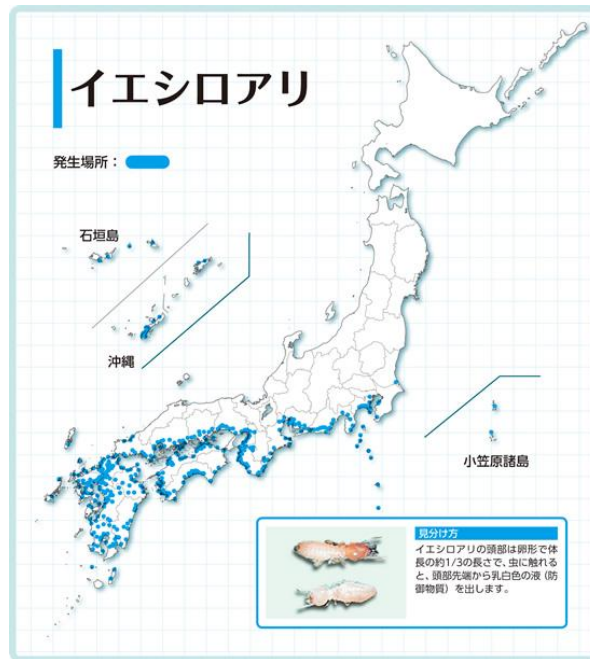 イエシロアリ
発生場所：
石垣島
沖縄
小笠原諸島
見分け方
イエシロアリの頭部は卵形で体
長の約1/3の長さで、虫に触れる
と、頭部先端から乳白色の液（防
御物質）を出します。